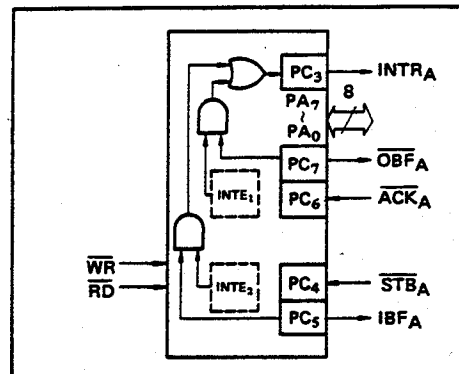 PC3 INTRA
PA7
~
PA0
8
PC7 OBFA
INTE1
PC6 ACKA
WR
RD
INTE2
PC4 STBA
PC5 IBFA